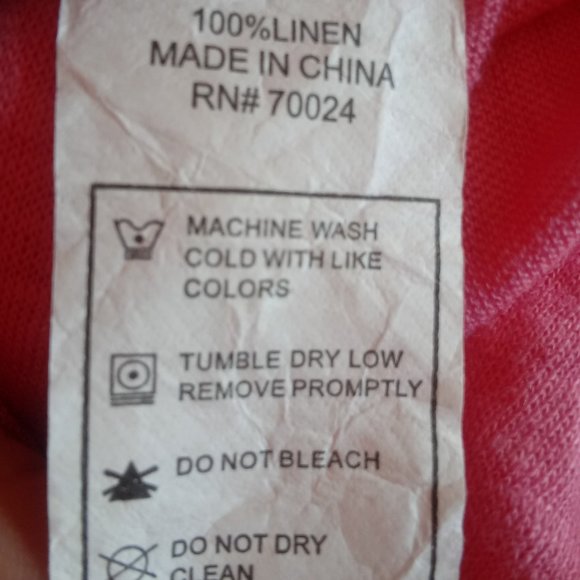 100%LINEN
MADE IN CHINA
RN# 70024
MACHINE WASH
COLD WITH LIKE
COLORS
TUMBLE DRY LOW
REMOVE PROMPTLY
DO NOT BLEACH
DO NOT DRY
CLEAN